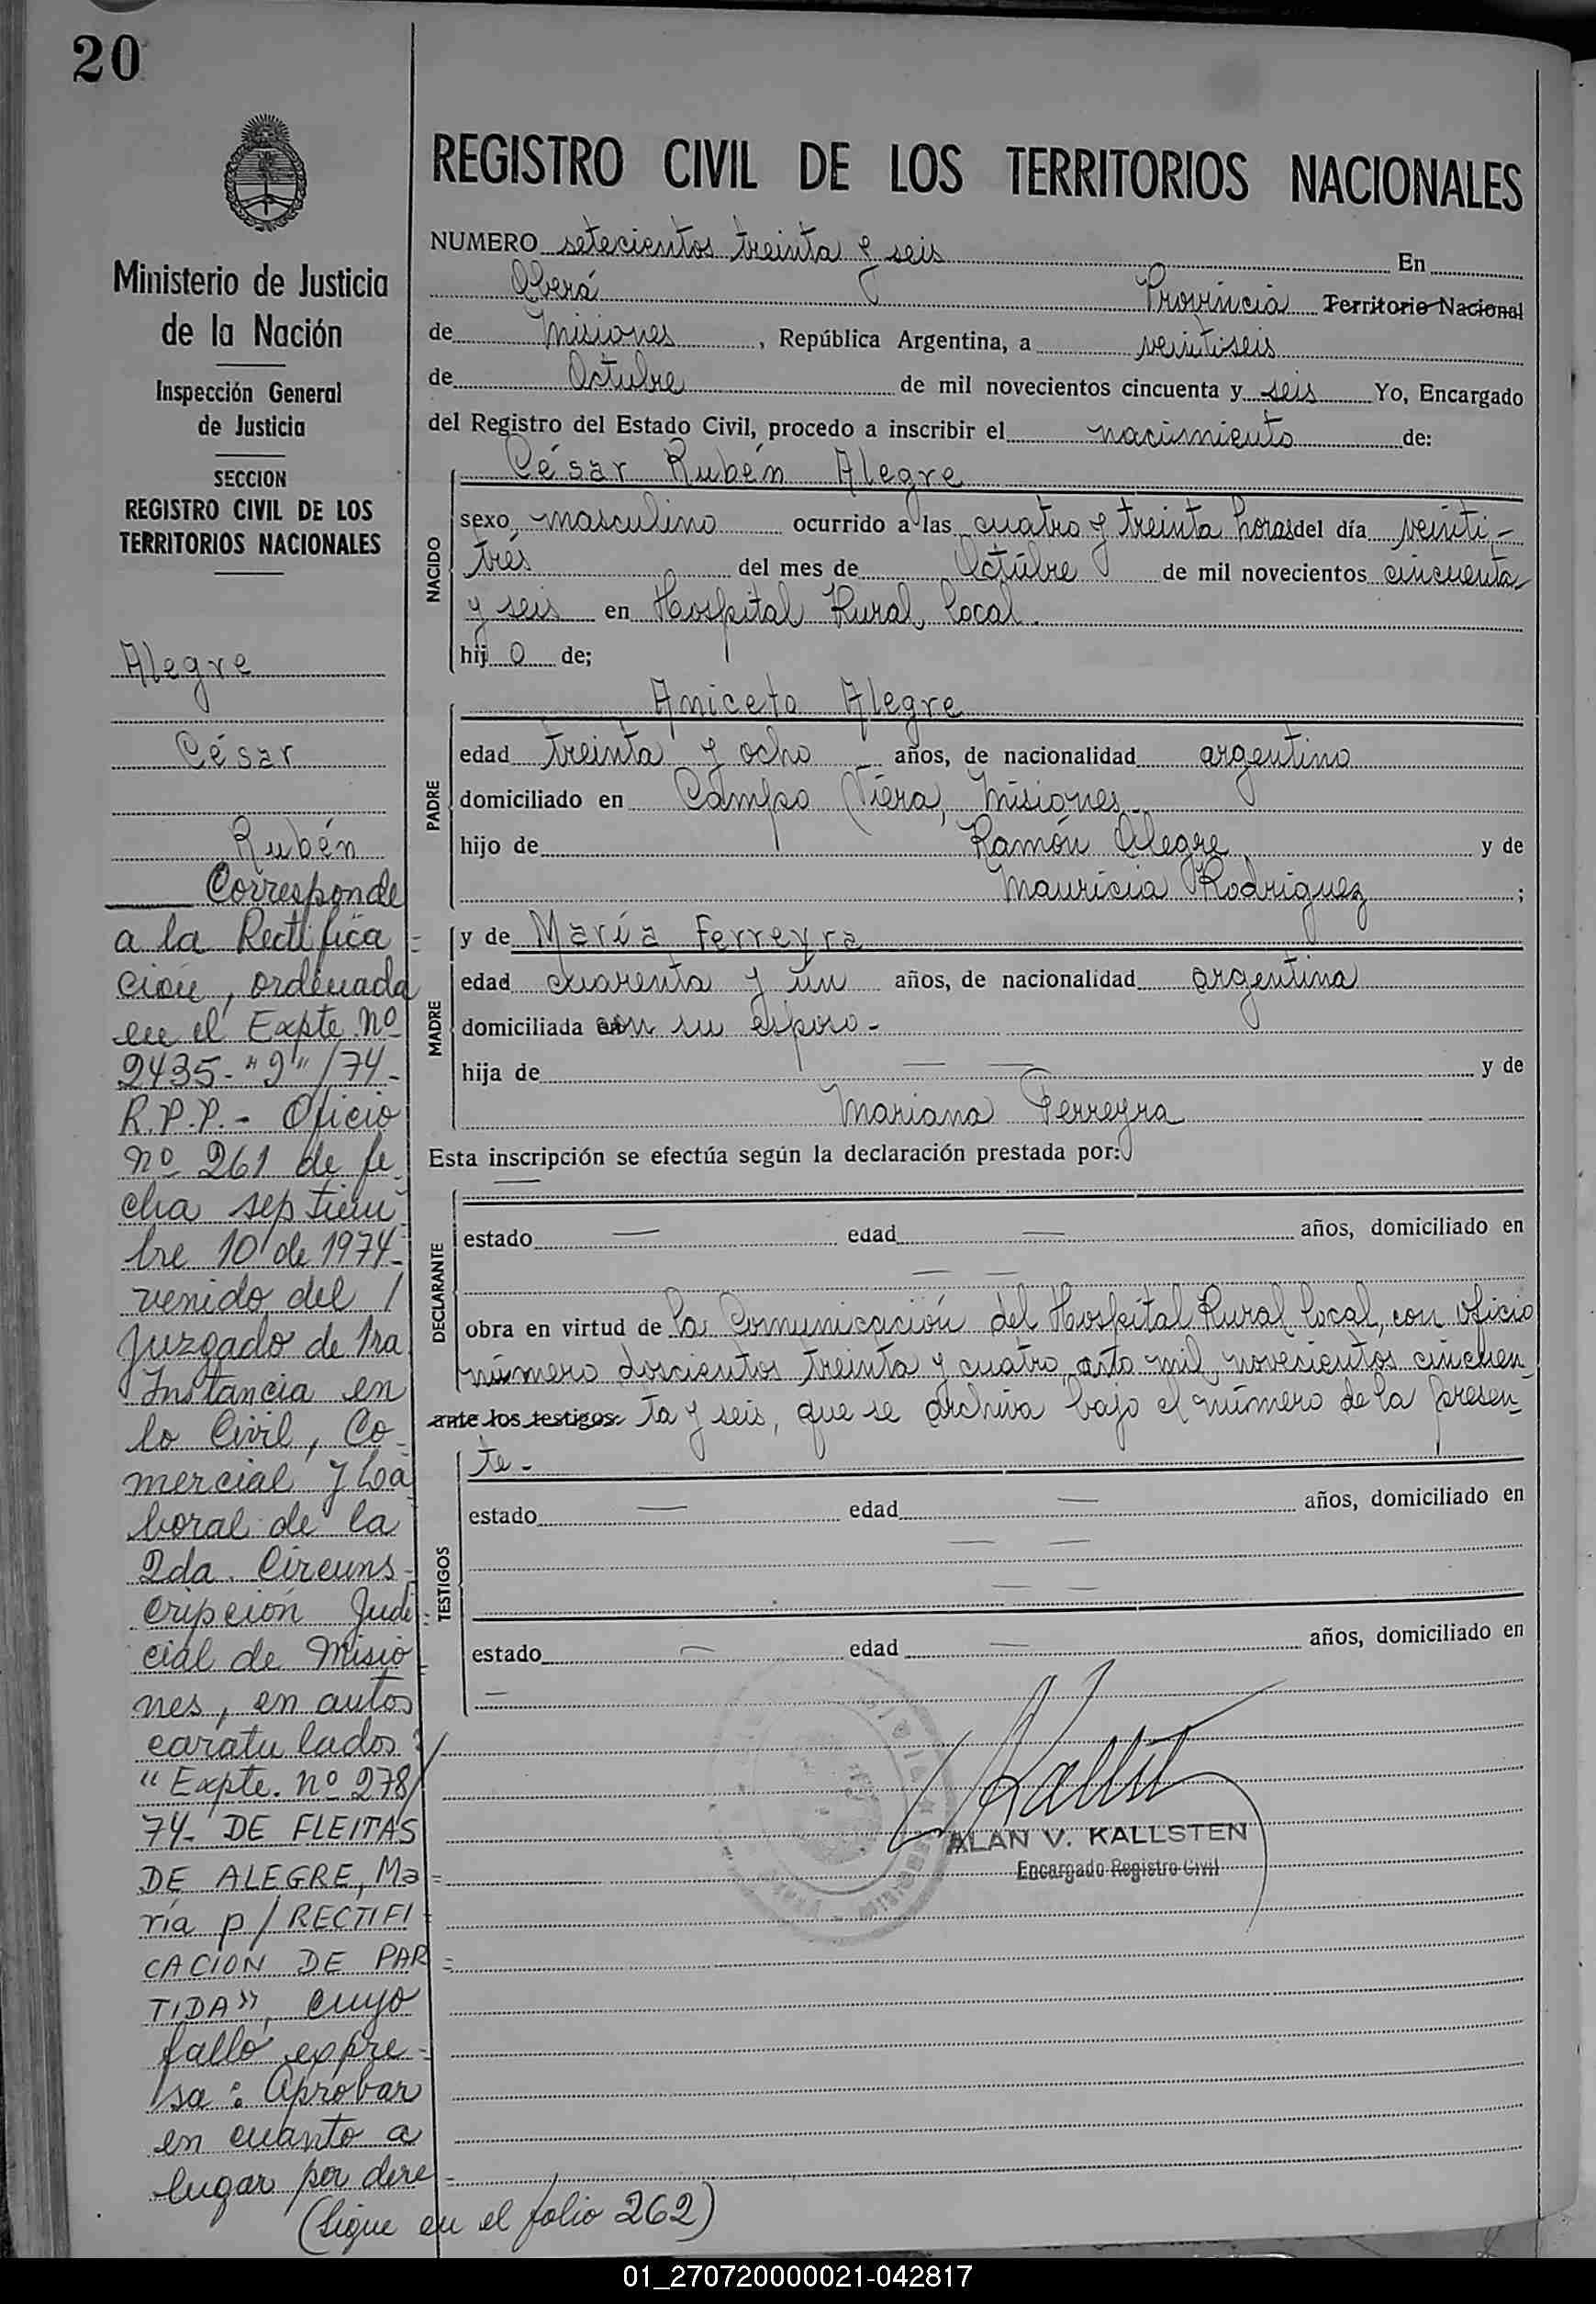 20
Ministerio de Justicia
de la Nación
Inspección General
de Justicia
SECCION
REGISTRO CIVIL DE LOS
TERRITORIOS NACIONALES
Alegre
César
Rubén
Corresponde
a la Rectifica=
ción, ordenada
en el Expte. Nº
2435-"2"/74-
R.P.P.- Oficio
nº 261 de fe
cha septiem
bre 10 de 1974-
venido del /
Juzgado de 1ra
Instancia en
lo Civil, Co-
mercial y La
boral de la
2da. Circuns-
cripción Judi=
cial de Misio
nes, en autos
caratulados:
"Expte. nº 278/
74- DE FLEITAS
DE ALEGRE, Ma=
ría p/ RECTIFI=
CACION DE PAR=
TIDA", cuyo
fallo expre-
sa: Aprobar
en cuanto a
lugar por dere=
(sigue en el folio 262)
REGISTRO CIVIL DE LOS TERRITORIOS NACIONALES
NUMERO setecientos treinta y seis En
Oberá Provincia Territorio Nacional
de Misiones, República Argentina, a veintiseis
de Octubre de mil novecientos cincuenta y seis Yo, Encargado
del Registro del Estado Civil, procedo a inscribir el nacimiento de:
NACIDO
César Rubén Alegre
sexo masculino ocurrido a las cuatro y treinta horas del día veinti-
trés del mes de Octubre de mil novecientos cincuenta
y seis en Hospital Rural, local.
hijo de;
PADRE
Aniceto Alegre
edad treinta y ocho años, de nacionalidad argentino
domiciliado en Campo Viera, Misiones
hijo de Ramón Alegre y de
Mauricia Rodriguez ;
MADRE
y de María Ferreyra
edad cuarenta y un años, de nacionalidad argentina
domiciliada con su esposo-
hija de — — y de
Mariana Ferreyra
Esta inscripción se efectúa según la declaración prestada por:
DECLARANTE
—
estado — edad — años, domiciliado en
— —
obra en virtud de la Comunicación del Hospital Rural local, con oficio
número doscientos treinta y cuatro, mil novecientos cincuen
ante los testigos: ta y seis, que se archiva bajo el número de la presen-
TESTIGOS
te-
estado — edad — años, domiciliado en
— —
— —
estado — edad — años, domiciliado en
—
ALAN V. KALLSTEN
Encargado Registro Civil
01_270720000021-042817